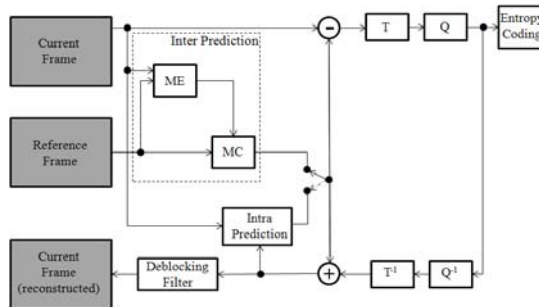 Current
Frame
Inter Prediction
T
Q
Entropy
Coding
ME
Reference
Frame
MC
Intra
Prediction
Current
Frame
(reconstructed)
Deblocking
Filter
T-1
Q-1